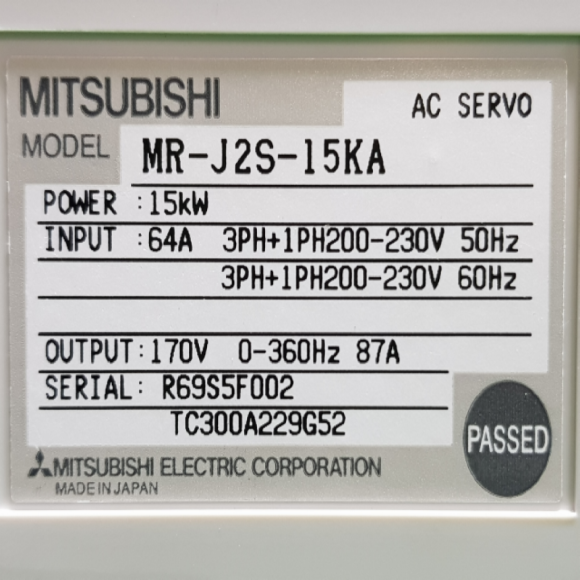 MITSUBISHI
AC SERVO
MODEL MR-J2S-15KA
POWER :15kW
INPUT :64A 3PH+1PH200-230V 50Hz
3PH+1PH200-230V 60Hz
OUTPUT:170V 0-360Hz 87A
SERIAL: R69S5F002
TC300A229G52
PASSED
MITSUBISHI ELECTRIC CORPORATION
MADE IN JAPAN